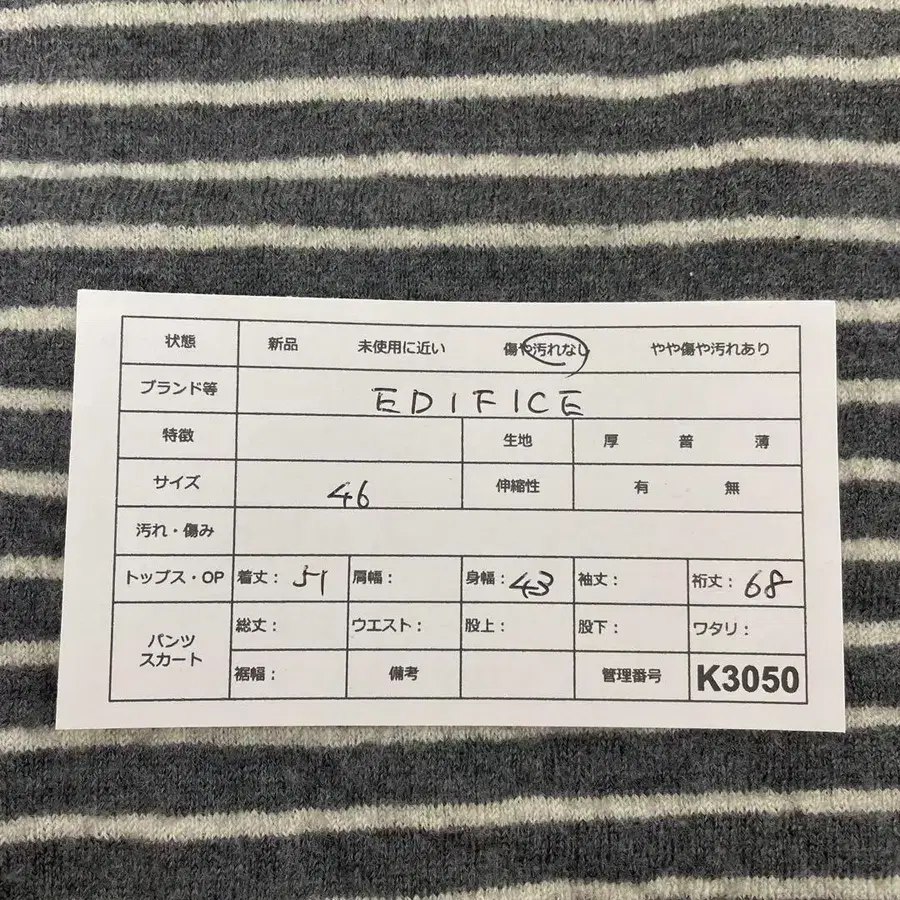 状態 新品 未使用に近い 傷や汚れなし やや傷や汚れあり
ブランド等 EDIFICE
特徴 生地 厚 普 薄
サイズ 46 伸縮性 有 無
汚れ・傷み
トップス・OP 着丈： 51 肩幅： 身幅： 43 袖丈： 裄丈： 68
パンツ スカート 総丈： ウエスト： 股上： 股下： ワタリ：
裾幅： 備考 管理番号 K3050